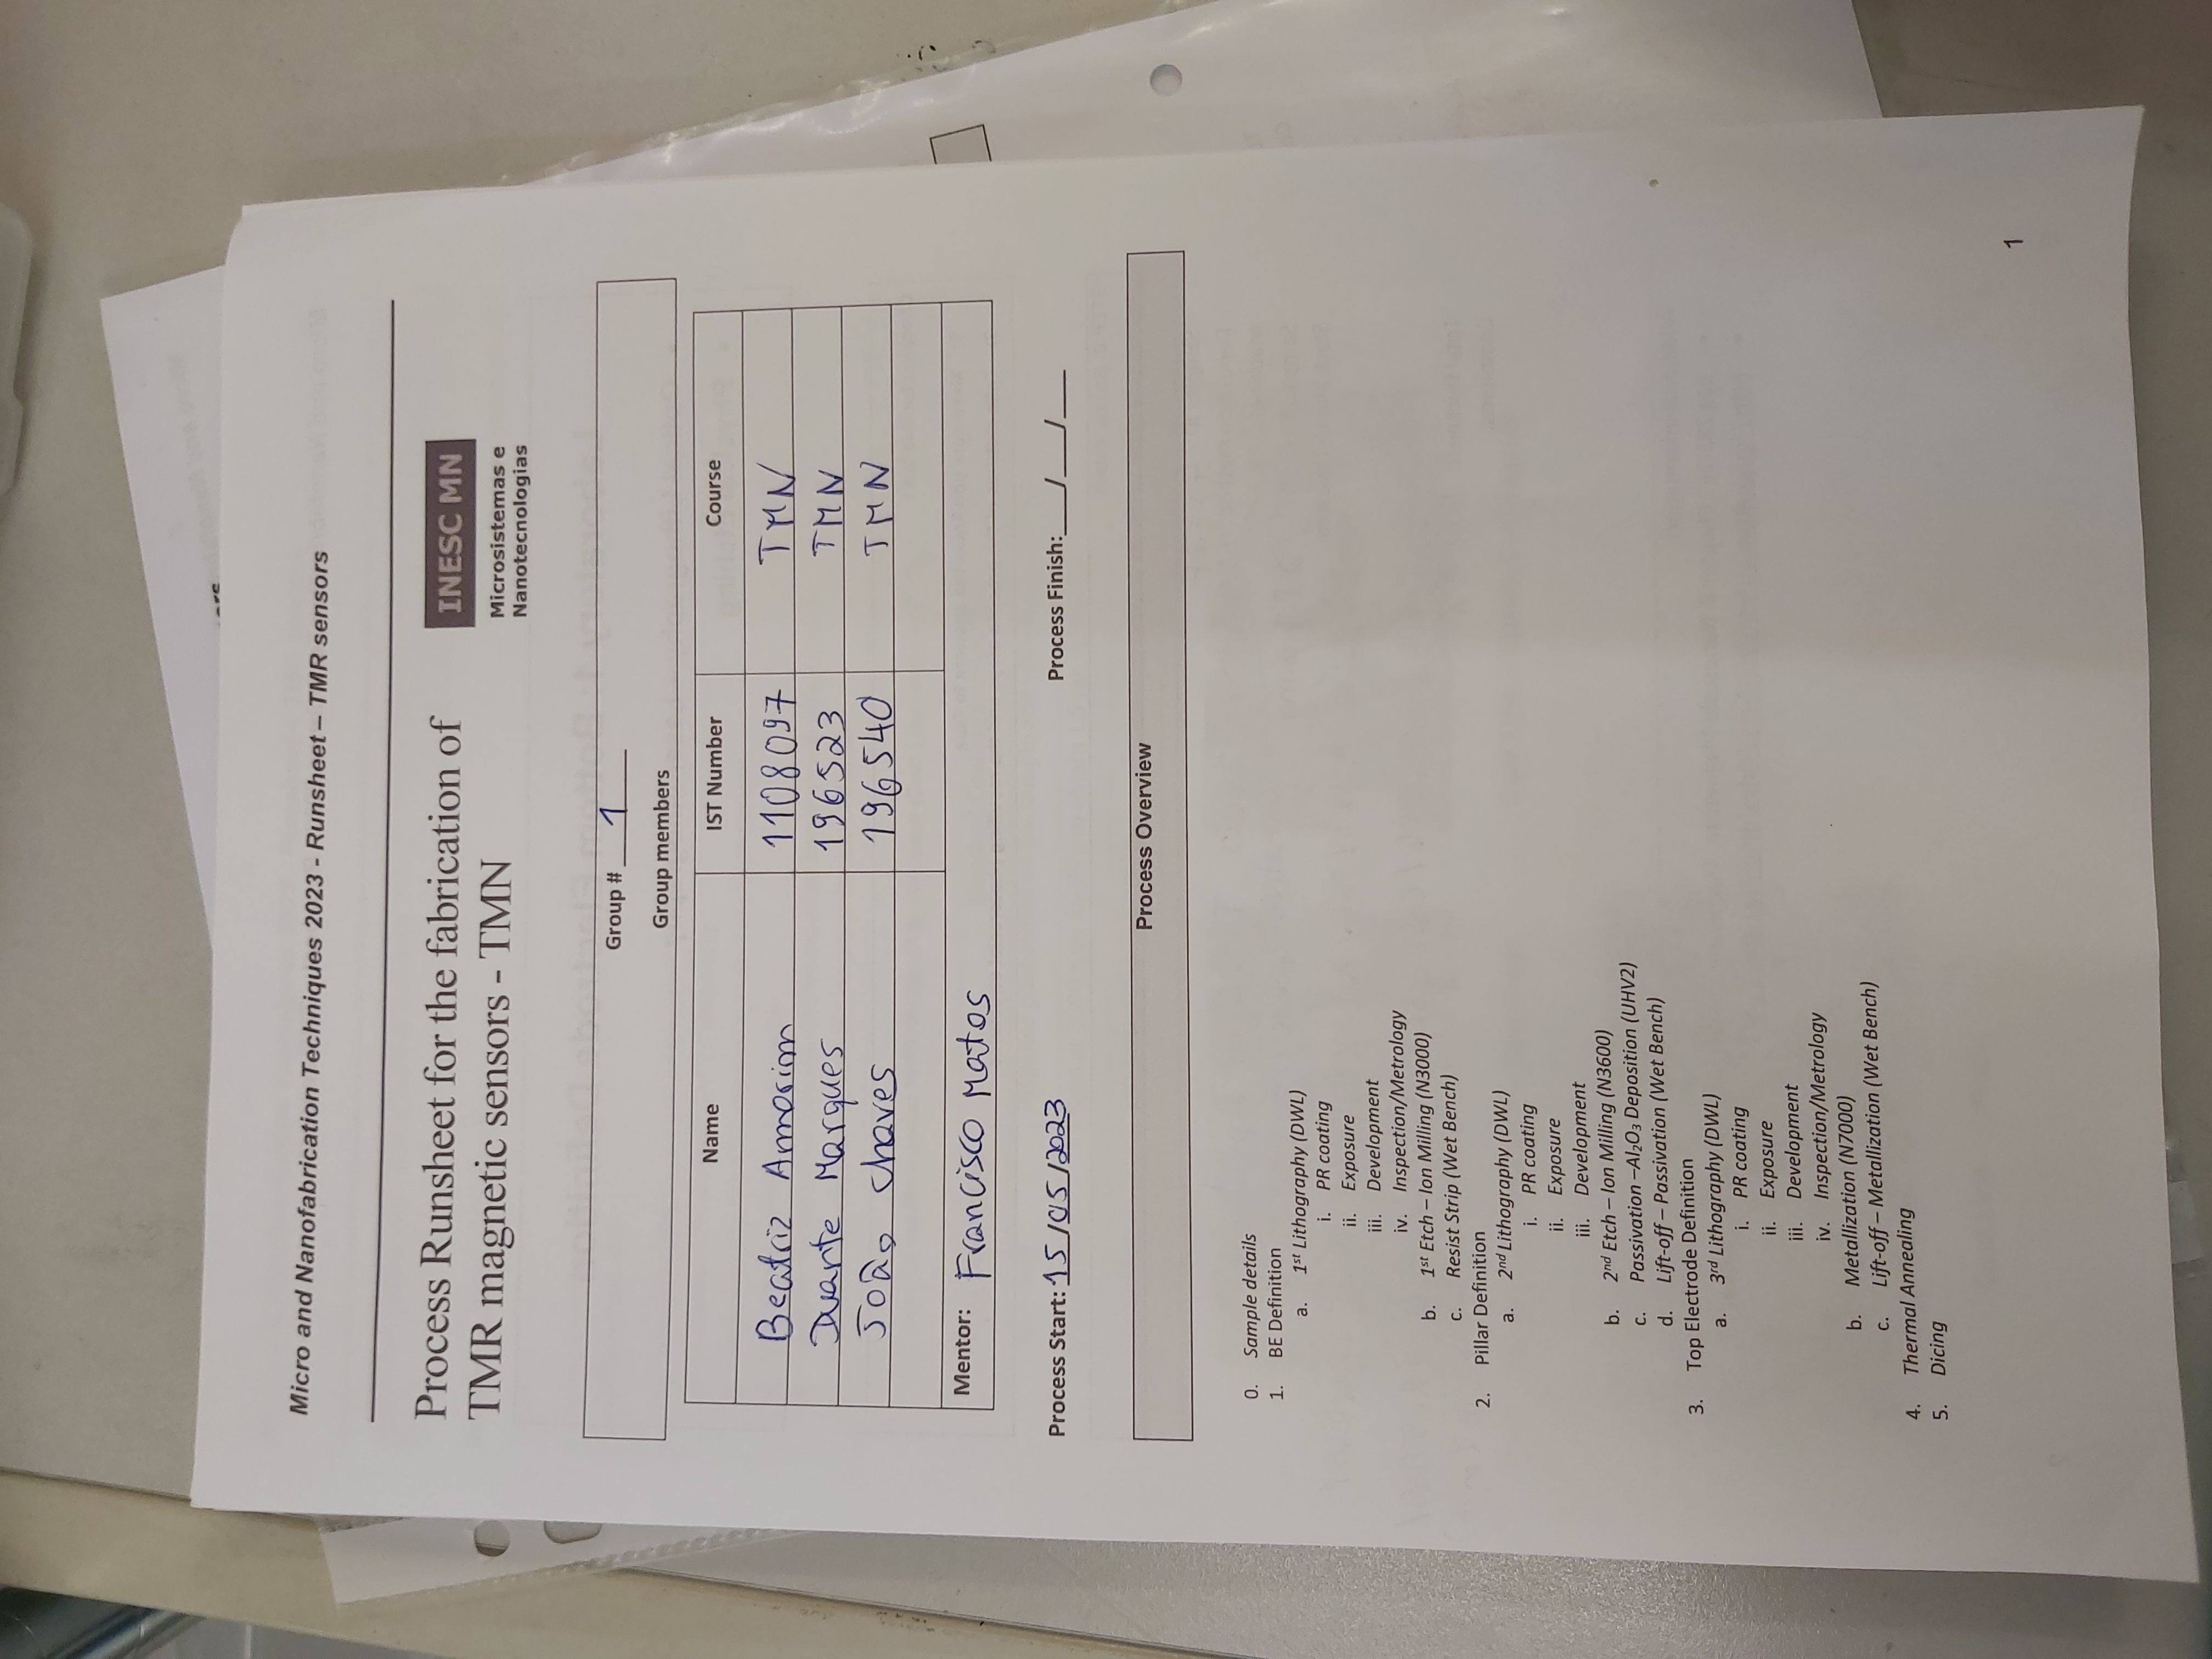 Micro and Nanofabrication Techniques 2023 - Runsheet – TMR sensors
Process Runsheet for the fabrication of
TMR magnetic sensors - TMN
INESC MN
Microsistemas e
Nanotecnologias
Group # 1
Group members
Name IST Number Course
Beatriz Amorim 1108097 TMN
Duarte Marques 196523 TMN
João Chaves 196540 TMN
Mentor: Francisco Matos
Process Start: 15/05/2023 Process Finish:___/___/___
Process Overview
0. Sample details
1. BE Definition
a. 1st Lithography (DWL)
i. PR coating
ii. Exposure
iii. Development
iv. Inspection/Metrology
b. 1st Etch – Ion Milling (N3000)
c. Resist Strip (Wet Bench)
2. Pillar Definition
a. 2nd Lithography (DWL)
i. PR coating
ii. Exposure
iii. Development
b. 2nd Etch – Ion Milling (N3600)
c. Passivation –Al₂O₃ Deposition (UHV2)
d. Lift-off – Passivation (Wet Bench)
3. Top Electrode Definition
a. 3rd Lithography (DWL)
i. PR coating
ii. Exposure
iii. Development
iv. Inspection/Metrology
b. Metallization (N7000)
c. Lift-off – Metallization (Wet Bench)
4. Thermal Annealing
5. Dicing
1